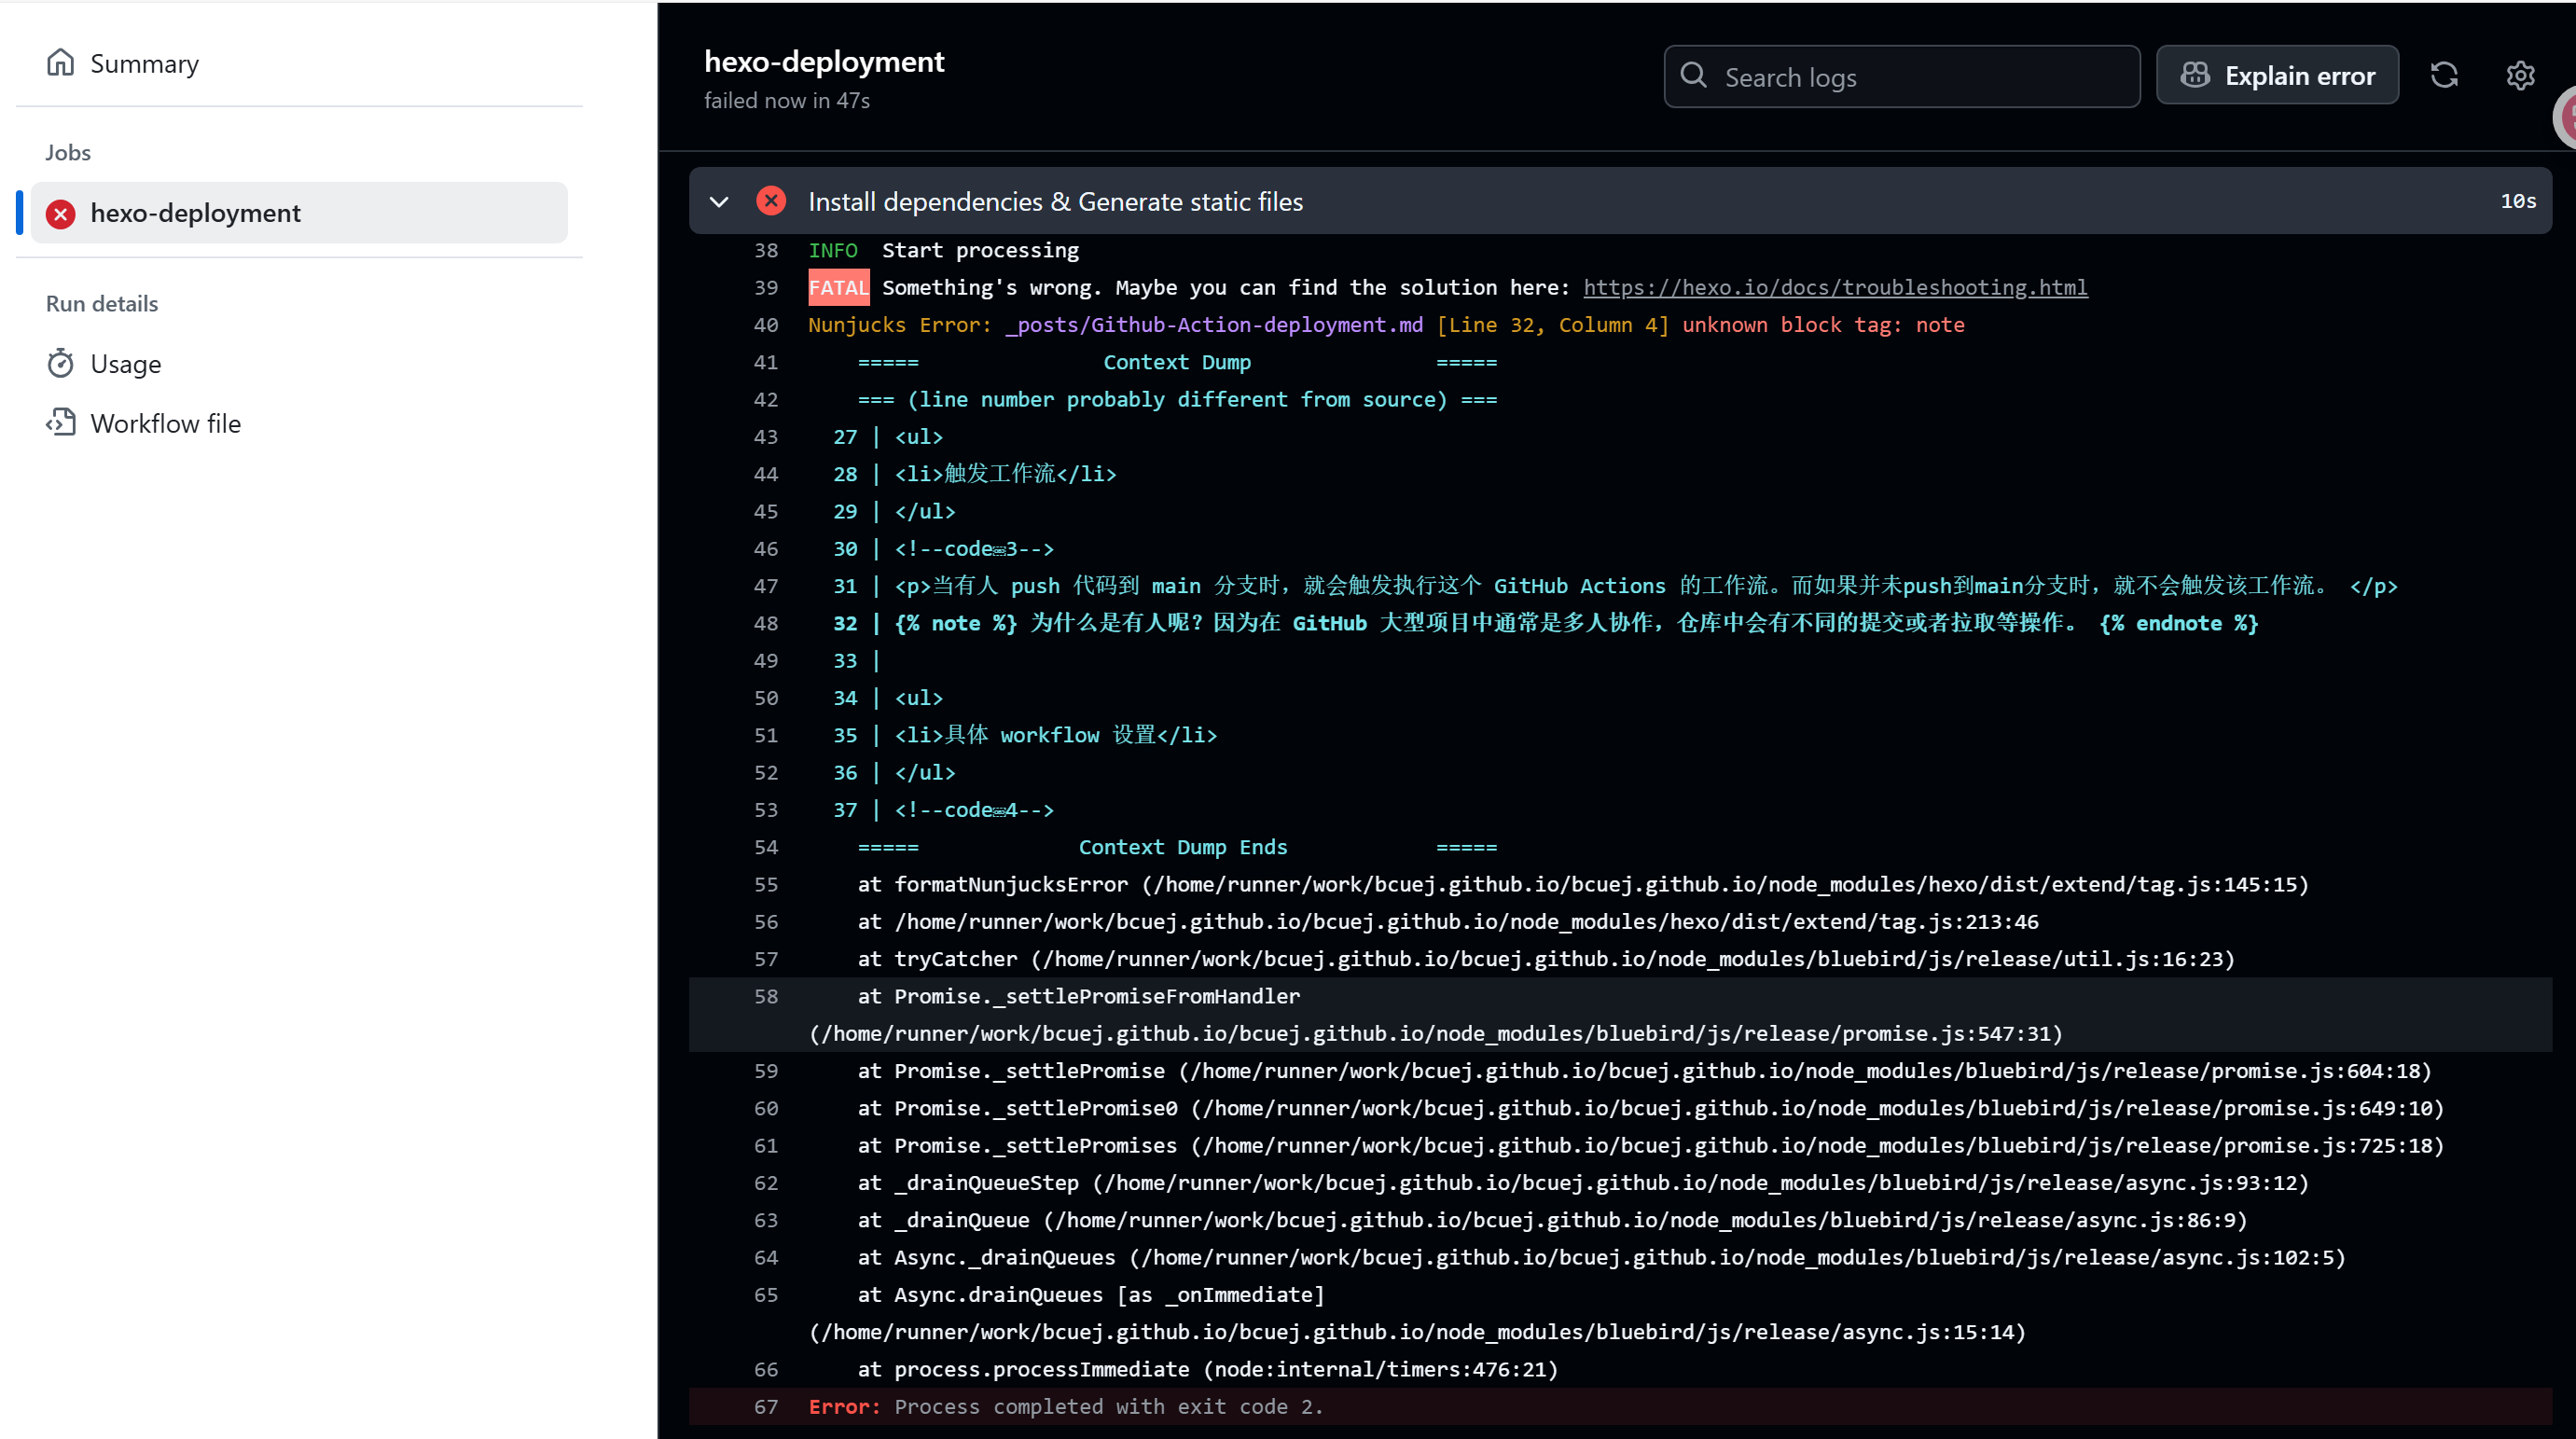 Summary
Jobs
hexo-deployment
Run details
Usage
Workflow file
hexo-deployment
failed now in 47s
Search logs
Explain error
Install dependencies & Generate static files
10s
38 INFO  Start processing
39 FATAL Something's wrong. Maybe you can find the solution here: https://hexo.io/docs/troubleshooting.html
40 Nunjucks Error: _posts/Github-Action-deployment.md [Line 32, Column 4] unknown block tag: note
41     =====               Context Dump               =====
42     === (line number probably different from source) ===
43   27 | <ul>
44   28 | <li>触发工作流</li>
45   29 | </ul>
46   30 | <!--code￼3-->
47   31 | <p>当有人 push 代码到 main 分支时，就会触发执行这个 GitHub Actions 的工作流。而如果并未push到main分支时，就不会触发该工作流。 </p>
48   32 | {% note %} 为什么是有人呢？因为在 GitHub 大型项目中通常是多人协作，仓库中会有不同的提交或者拉取等操作。 {% endnote %}
49   33 |
50   34 | <ul>
51   35 | <li>具体 workflow 设置</li>
52   36 | </ul>
53   37 | <!--code￼4-->
54     =====             Context Dump Ends            =====
55     at formatNunjucksError (/home/runner/work/bcuej.github.io/bcuej.github.io/node_modules/hexo/dist/extend/tag.js:145:15)
56     at /home/runner/work/bcuej.github.io/bcuej.github.io/node_modules/hexo/dist/extend/tag.js:213:46
57     at tryCatcher (/home/runner/work/bcuej.github.io/bcuej.github.io/node_modules/bluebird/js/release/util.js:16:23)
58     at Promise._settlePromiseFromHandler
(/home/runner/work/bcuej.github.io/bcuej.github.io/node_modules/bluebird/js/release/promise.js:547:31)
59     at Promise._settlePromise (/home/runner/work/bcuej.github.io/bcuej.github.io/node_modules/bluebird/js/release/promise.js:604:18)
60     at Promise._settlePromise0 (/home/runner/work/bcuej.github.io/bcuej.github.io/node_modules/bluebird/js/release/promise.js:649:10)
61     at Promise._settlePromises (/home/runner/work/bcuej.github.io/bcuej.github.io/node_modules/bluebird/js/release/promise.js:725:18)
62     at _drainQueueStep (/home/runner/work/bcuej.github.io/bcuej.github.io/node_modules/bluebird/js/release/async.js:93:12)
63     at _drainQueue (/home/runner/work/bcuej.github.io/bcuej.github.io/node_modules/bluebird/js/release/async.js:86:9)
64     at Async._drainQueues (/home/runner/work/bcuej.github.io/bcuej.github.io/node_modules/bluebird/js/release/async.js:102:5)
65     at Async.drainQueues [as _onImmediate]
(/home/runner/work/bcuej.github.io/bcuej.github.io/node_modules/bluebird/js/release/async.js:15:14)
66     at process.processImmediate (node:internal/timers:476:21)
67 Error: Process completed with exit code 2.